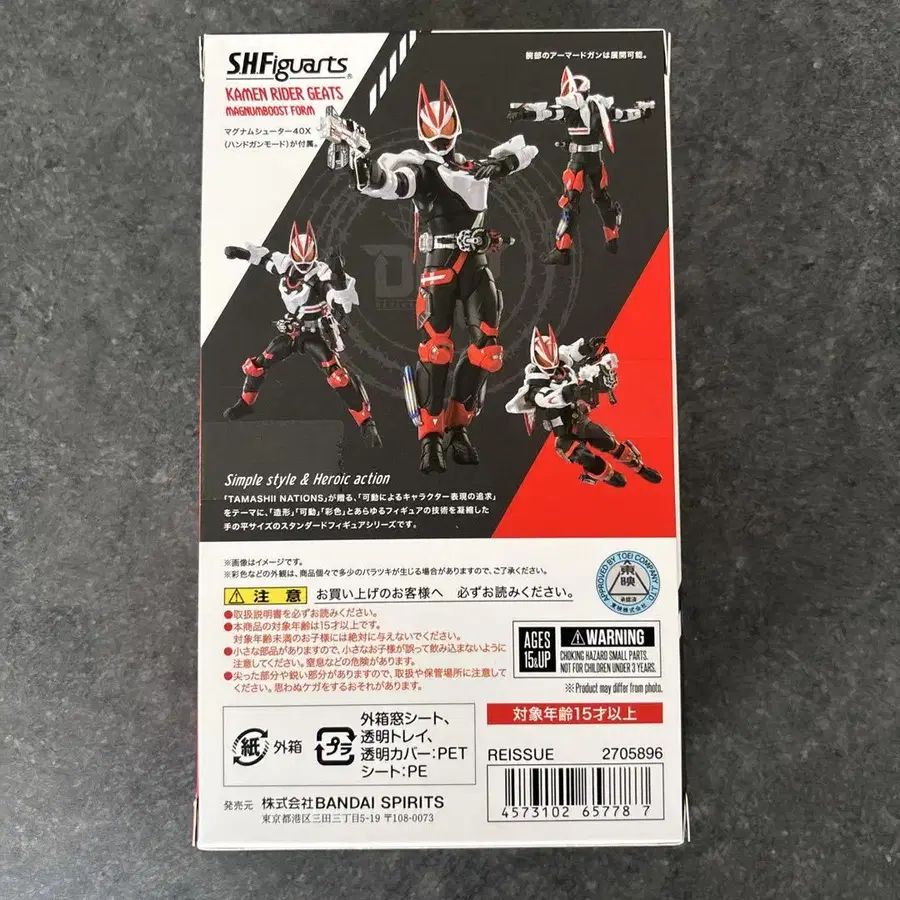 S.H.Figuarts®
KAMEN RIDER GEATS
MAGNUMBOOST FORM
マグナムシューター40X
(ハンドガンモード)が付属。
腕部のアーマードガンは展開可能。
Simple style & Heroic action
「TAMASHII NATIONS」が贈る、「可動によるキャラクター表現の追求」
をテーマに、「造形」「可動」「彩色」とあらゆるフィギュアの技術を凝縮した
手の平サイズのスタンダードフィギュアシリーズです。
※画像はイメージです。
※彩色などの外観は、商品個々で多少のバラツキが生じる場合がありますので、ご了承ください。
注意 お買い上げのお客様へ 必ずお読みください。
●取扱説明書を必ずお読みください。
●本商品の対象年齢は15才以上です。
対象年齢未満のお子様には絶対に与えないでください。
●小さな部品がありますので、小さなお子様が誤って飲み込まないように
注意してください。窒息などの危険があります。
●尖った部分や鋭い部分がありますので、取扱や保管場所に注意して
ください。思わぬケガをするおそれがあります。
APPROVED BY TOEI COMPANY, LTD
東映
承認済
東映株式会社
AGES
15&UP
WARNING
CHOKING HAZARD SMALL PARTS.
NOT FOR CHILDREN UNDER 3 YEARS.
※Product may differ from photo.
対象年齢15才以上
紙 外箱
プラ
外箱窓シート、
透明トレイ、
透明カバー:PET
シート:PE
REISSUE 2705896
4573102 65778 7
発売元 株式会社BANDAI SPIRITS
東京都港区三田三丁目5-19 〒108-0073